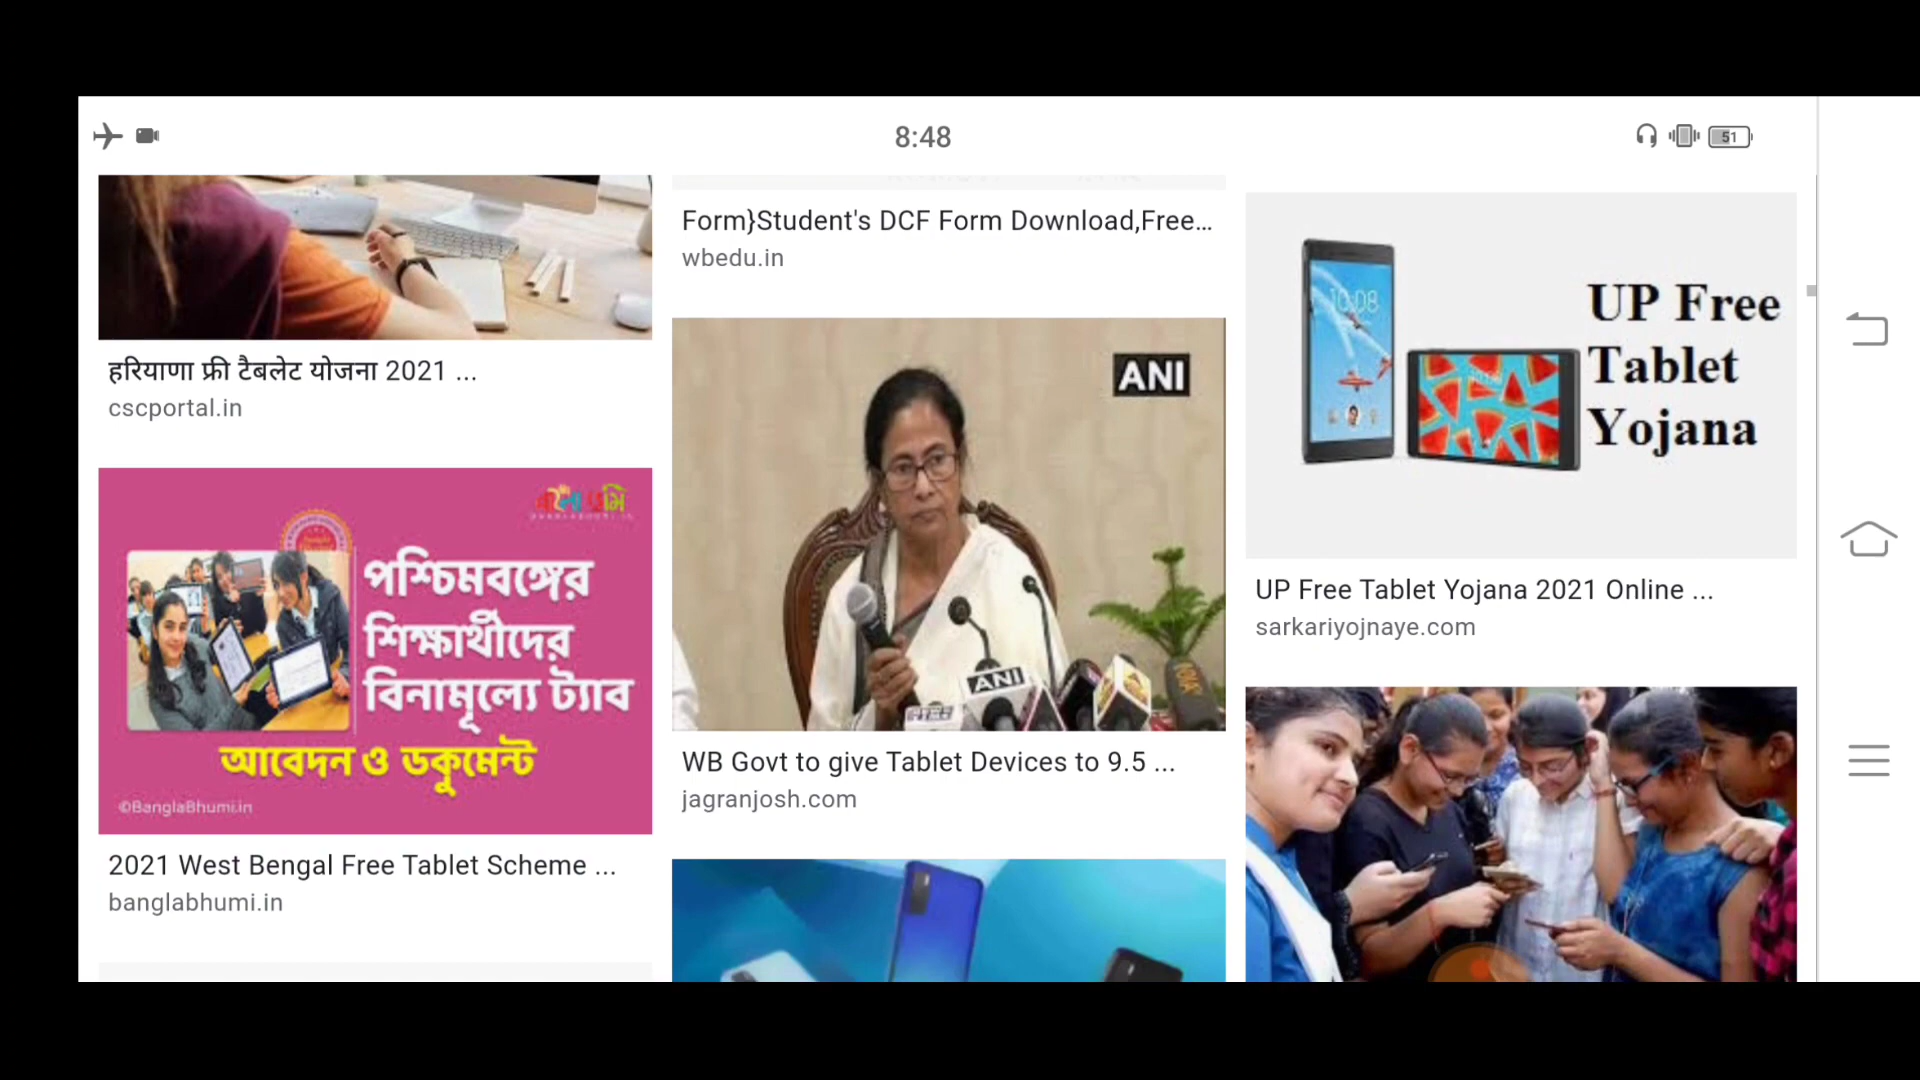 8:48
51
हरियाणा फ्री टैबलेट योजना 2021 ...
cscportal.in
বাংলাভূমি
পশ্চিমবঙ্গের
শিক্ষার্থীদের
বিনামূল্যে ট্যাব
আবেদন ও ডকুমেন্ট
©BanglaBhumi.in
2021 West Bengal Free Tablet Scheme ...
banglabhumi.in
Form}Student's DCF Form Download,Free...
wbedu.in
ANI
ANI
WB Govt to give Tablet Devices to 9.5 ...
jagranjosh.com
10:08
UP Free
Tablet
Yojana
UP Free Tablet Yojana 2021 Online ...
sarkariyojnaye.com